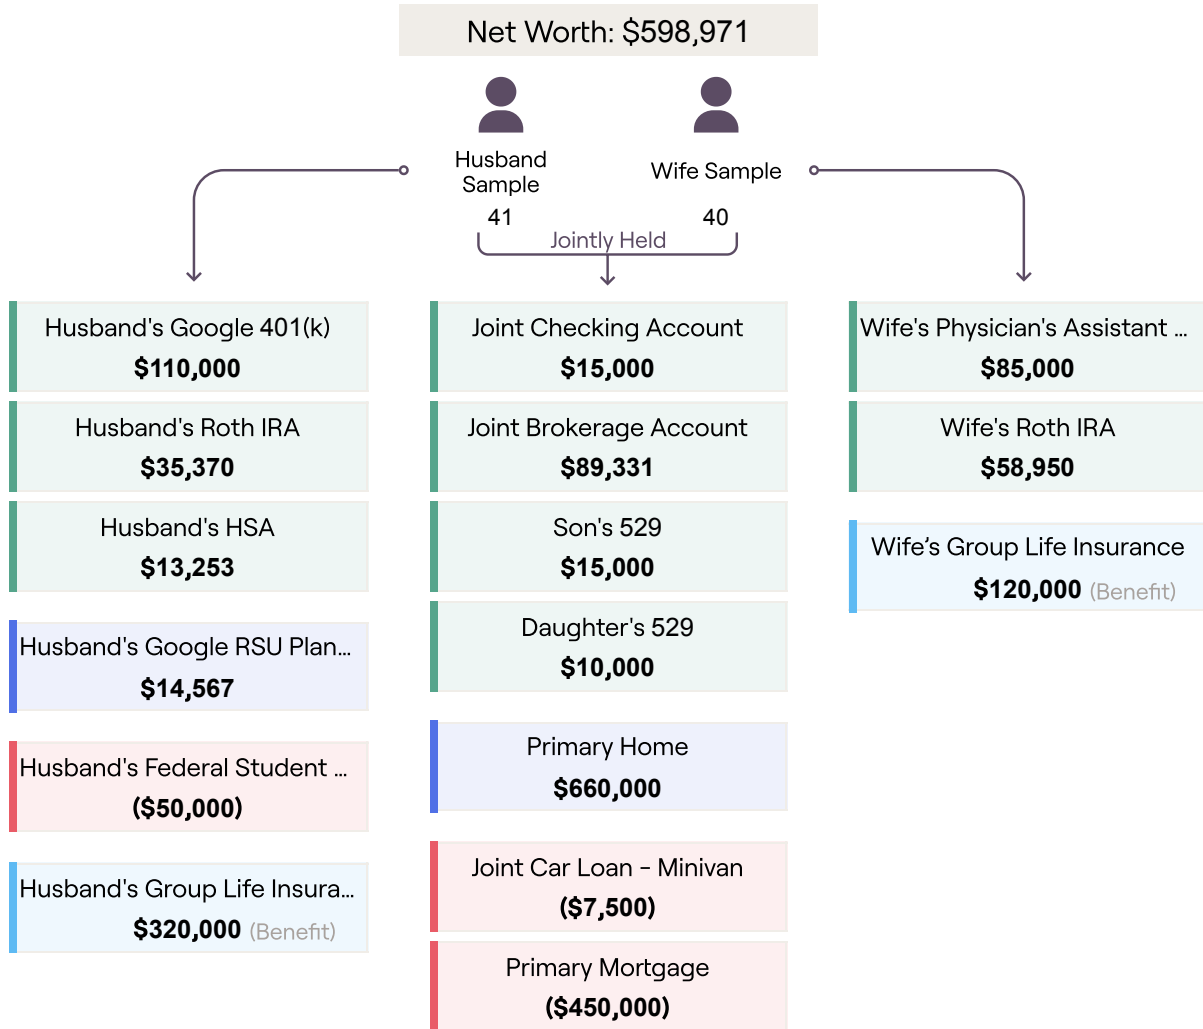 Net Worth: $598,971
Husband
Sample
41
Wife Sample
40
Jointly Held
Husband's Google 401(k)
$110,000
Husband's Roth IRA
$35,370
Husband's HSA
$13,253
Husband's Google RSU Plan...
$14,567
Husband's Federal Student ...
($50,000)
Husband's Group Life Insura...
$320,000 (Benefit)
Joint Checking Account
$15,000
Joint Brokerage Account
$89,331
Son's 529
$15,000
Daughter's 529
$10,000
Primary Home
$660,000
Joint Car Loan - Minivan
($7,500)
Primary Mortgage
($450,000)
Wife's Physician's Assistant ...
$85,000
Wife's Roth IRA
$58,950
Wife’s Group Life Insurance
$120,000 (Benefit)